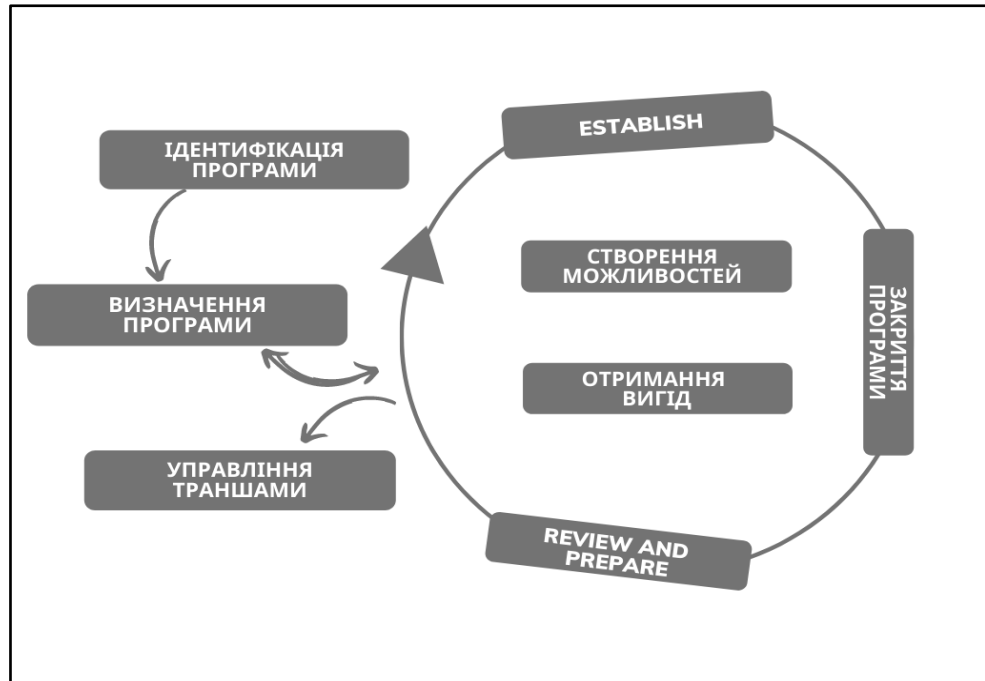 ІДЕНТИФІКАЦІЯ
ПРОГРАМИ
ВИЗНАЧЕННЯ
ПРОГРАМИ
УПРАВЛІННЯ
ТРАНШАМИ
ESTABLISH
СТВОРЕННЯ
МОЖЛИВОСТЕЙ
ОТРИМАННЯ
ВИГІД
ЗАКРИТТЯ
ПРОГРАМИ
REVIEW AND
PREPARE